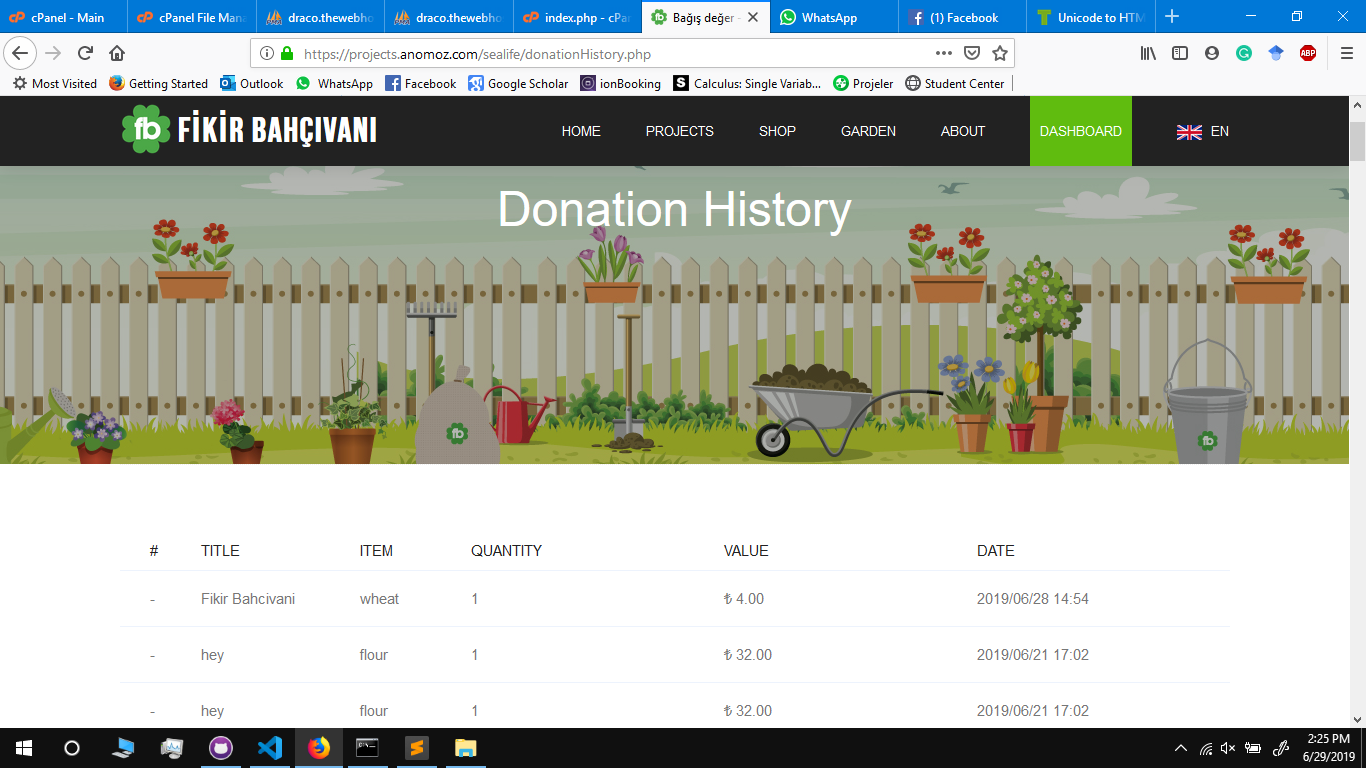 cPanel - Main
cPanel File Mana
draco.thewebho
draco.thewebho
index.php - cPan
Bağış değer -
WhatsApp
(1) Facebook
Unicode to HTM
https://projects.anomoz.com/sealife/donationHistory.php
ABP
Most Visited Getting Started Outlook WhatsApp Facebook Google Scholar ionBooking Calculus: Single Variab... Projeler Student Center
fb FİKİR BAHÇIVANI
HOME PROJECTS SHOP GARDEN ABOUT DASHBOARD EN
Donation History
fb
fb
# TITLE ITEM QUANTITY VALUE DATE
- Fikir Bahcivani wheat 1 ₺ 4.00 2019/06/28 14:54
- hey flour 1 ₺ 32.00 2019/06/21 17:02
- hey flour 1 ₺ 32.00 2019/06/21 17:02
2:25 PM
6/29/2019